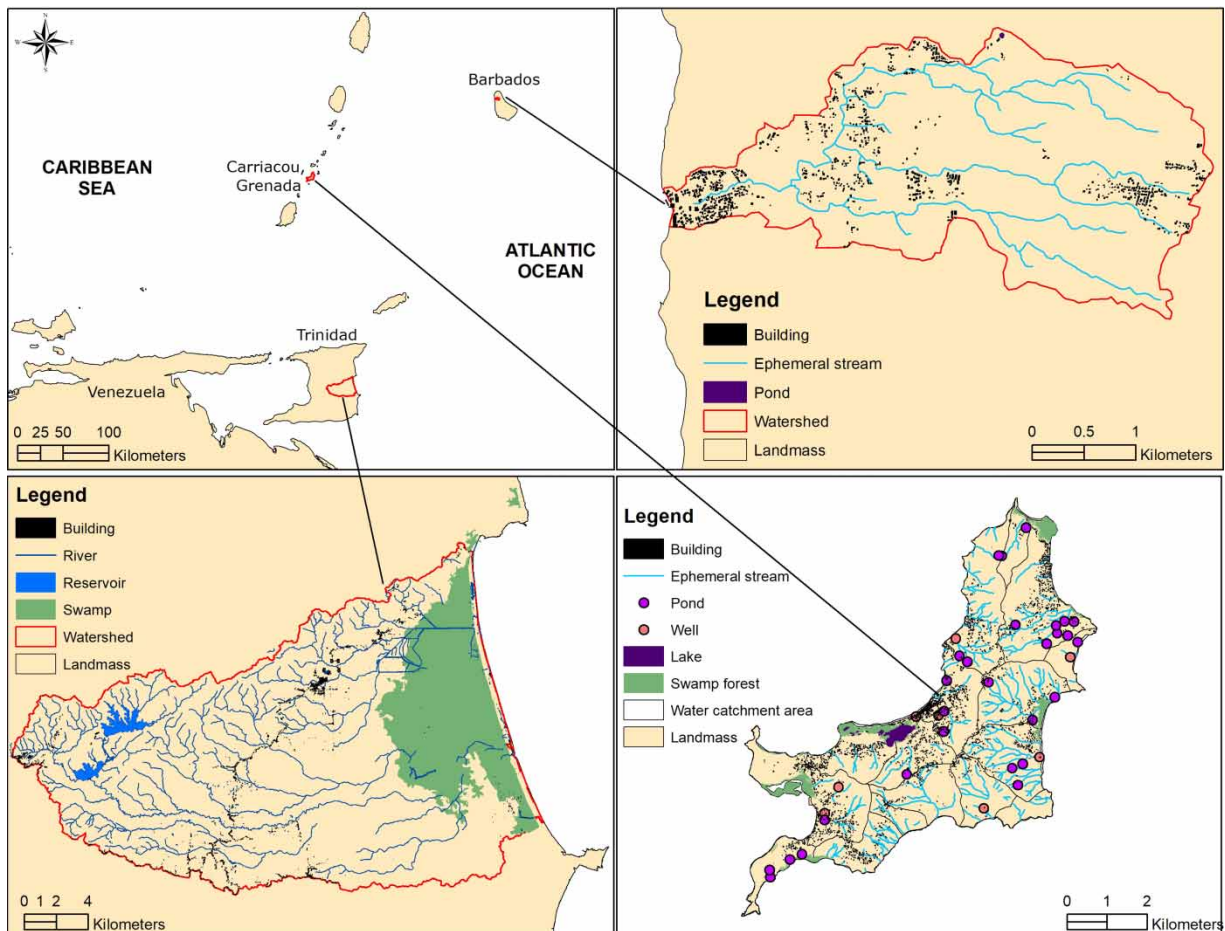 N
W
E
S
Barbados
CARIBBEAN
SEA
Carriacou
Grenada
ATLANTIC
OCEAN
Trinidad
Venezuela
0 25 50 100
Kilometers
Legend
Building
Ephemeral stream
Pond
Watershed
Landmass
0 0.5 1
Kilometers
Legend
Building
River
Reservoir
Swamp
Watershed
Landmass
0 1 2 4
Kilometers
Legend
Building
Ephemeral stream
Pond
Well
Lake
Swamp forest
Water catchment area
Landmass
0 1 2
Kilometers